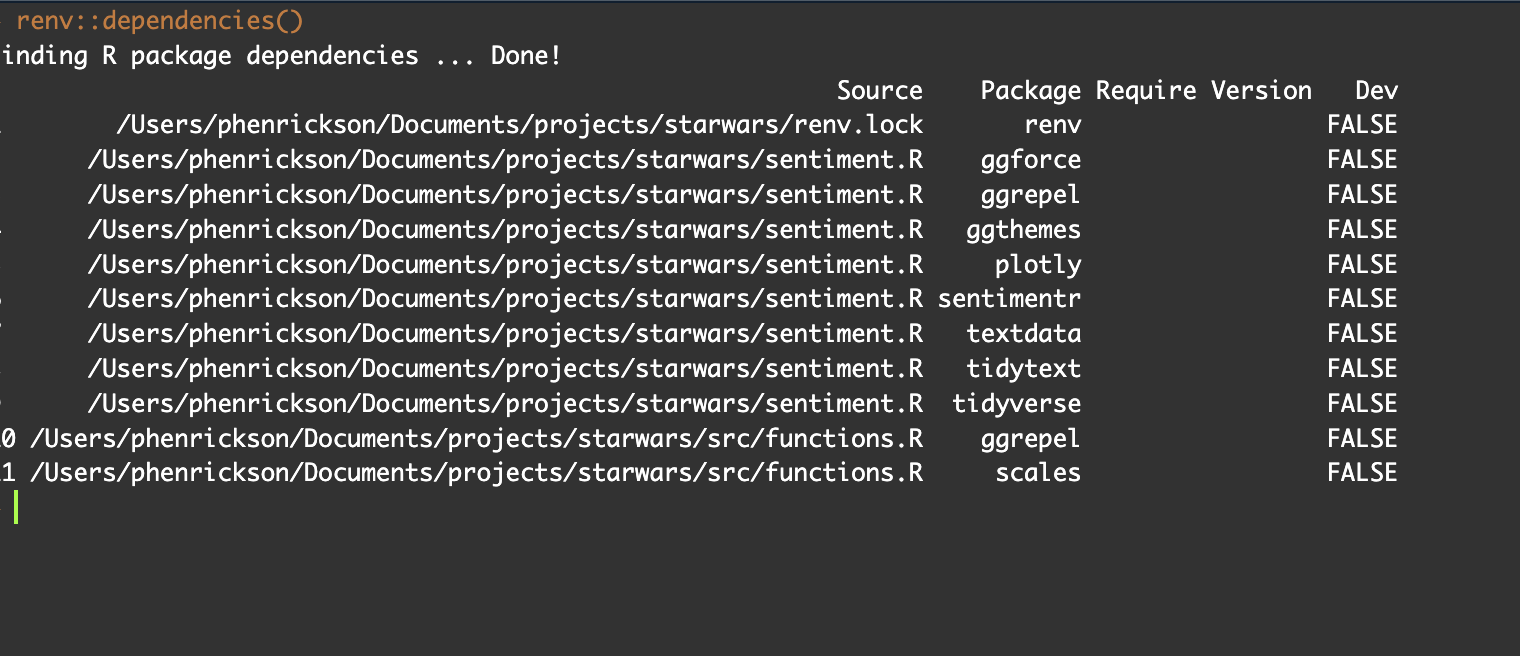 renv::dependencies()
inding R package dependencies ... Done!
Source Package Require Version Dev
/Users/phenrickson/Documents/projects/starwars/renv.lock renv FALSE
/Users/phenrickson/Documents/projects/starwars/sentiment.R ggforce FALSE
/Users/phenrickson/Documents/projects/starwars/sentiment.R ggrepel FALSE
/Users/phenrickson/Documents/projects/starwars/sentiment.R ggthemes FALSE
/Users/phenrickson/Documents/projects/starwars/sentiment.R plotly FALSE
/Users/phenrickson/Documents/projects/starwars/sentiment.R sentimentr FALSE
/Users/phenrickson/Documents/projects/starwars/sentiment.R textdata FALSE
/Users/phenrickson/Documents/projects/starwars/sentiment.R tidytext FALSE
/Users/phenrickson/Documents/projects/starwars/sentiment.R tidyverse FALSE
0 /Users/phenrickson/Documents/projects/starwars/src/functions.R ggrepel FALSE
1 /Users/phenrickson/Documents/projects/starwars/src/functions.R scales FALSE